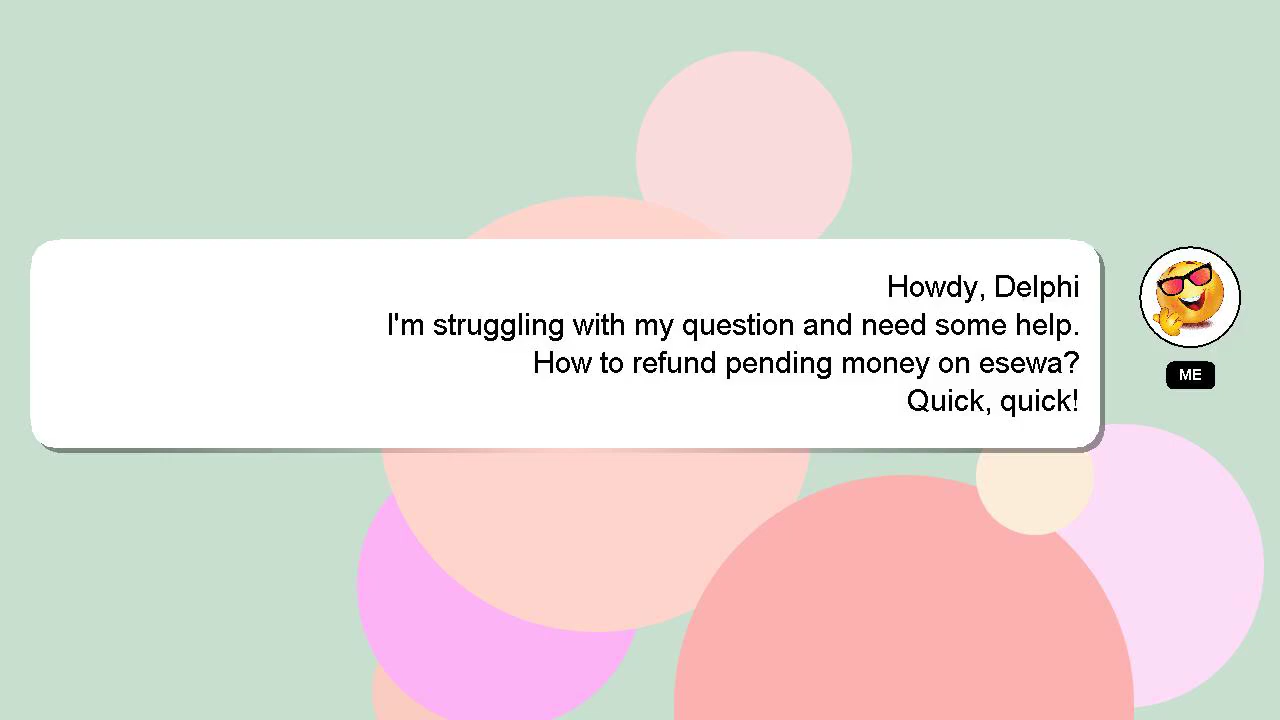 Howdy, Delphi
I'm struggling with my question and need some help.
How to refund pending money on esewa?
Quick, quick!
ME